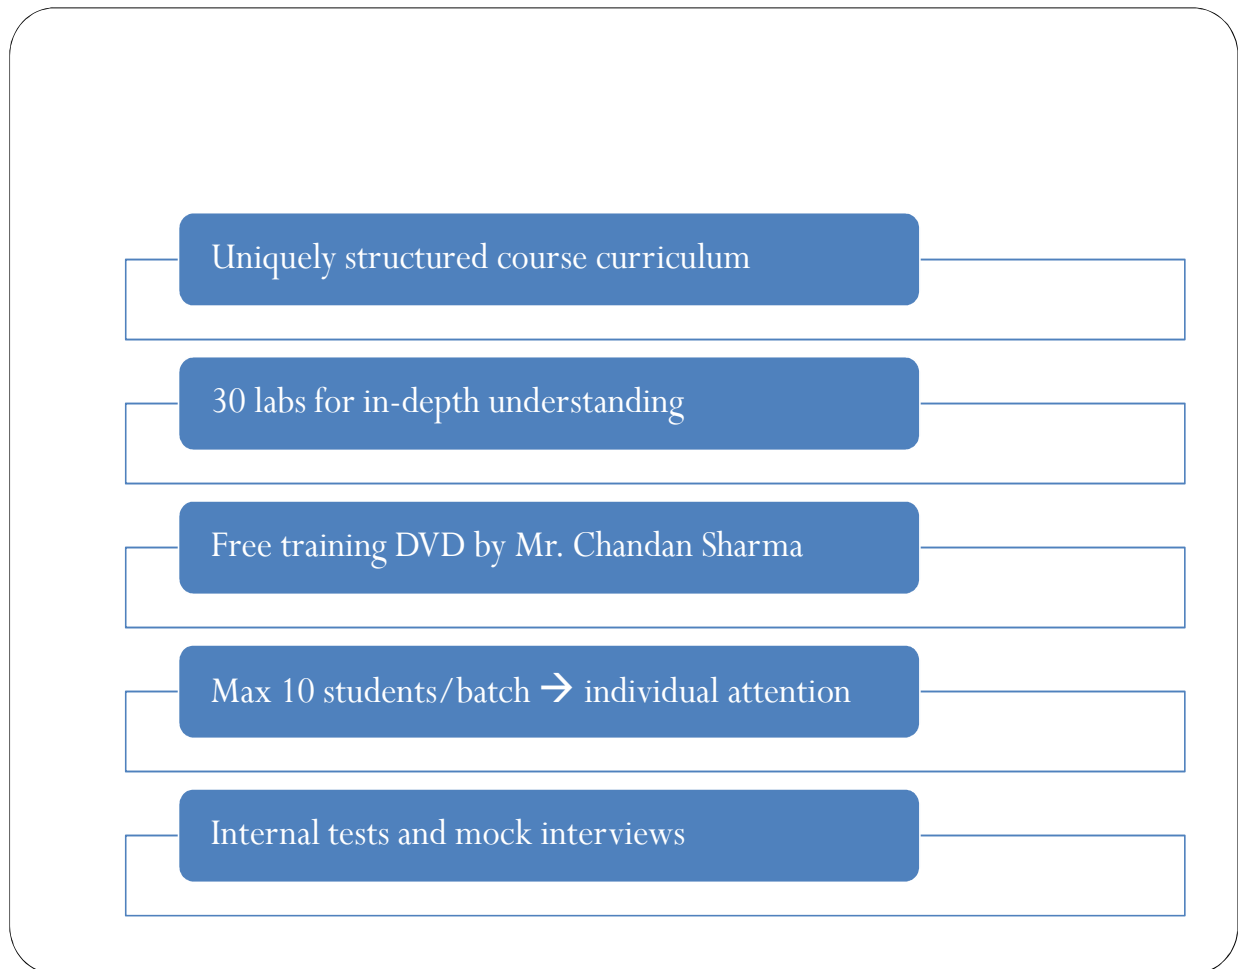 Uniquely structured course curriculum
30 labs for in-depth understanding
Free training DVD by Mr. Chandan Sharma
Max 10 students/batch → individual attention
Internal tests and mock interviews